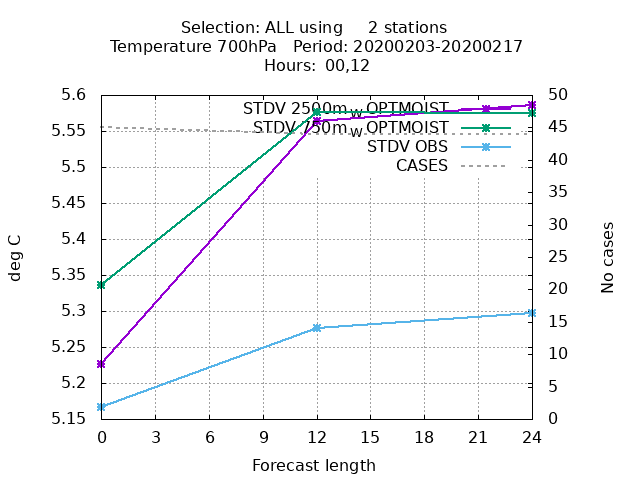 Selection: ALL using 2 stations
Temperature 700hPa Period: 20200203-20200217
Hours: 00,12
STDV 2500m_W OPTMOIST
STDV 750m_W OPTMOIST
STDV OBS
CASES
5.6
5.55
5.5
5.45
5.4
5.35
5.3
5.25
5.2
5.15
50
45
40
35
30
25
20
15
10
5
0
deg C
No cases
0 3 6 9 12 15 18 21 24
Forecast length